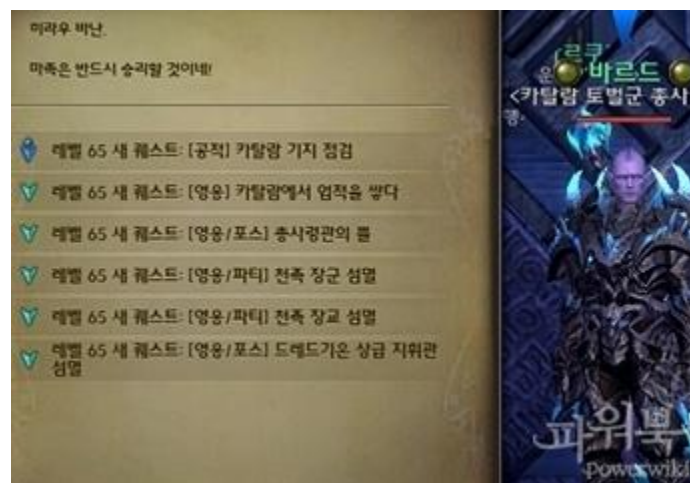 미라우 바난.
마족은 반드시 승리할 것이네!
레벨 65 새 퀘스트: [공적] 카탈람 기지 점검
레벨 65 새 퀘스트: [영웅] 카탈람에서 업적을 쌓다
레벨 65 새 퀘스트: [영웅/포스] 총사령관의 뿔
레벨 65 새 퀘스트: [영웅/파티] 천족 장군 섬멸
레벨 65 새 퀘스트: [영웅/파티] 천족 장교 섬멸
레벨 65 새 퀘스트: [영웅/포스] 드레드기온 상급 지휘관
섬멸
바르드
<카탈람 토벌군 총사
파워북
powerwiki